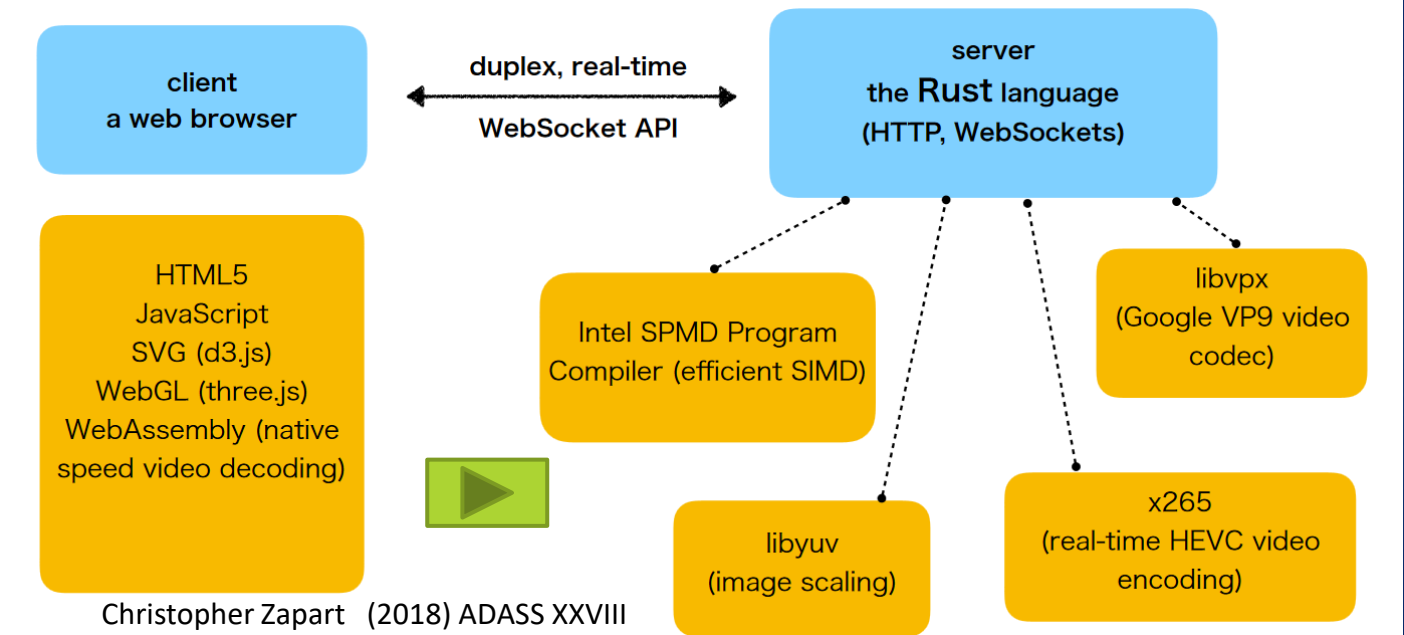 client
a web browser
duplex, real-time
WebSocket API
server
the Rust language
(HTTP, WebSockets)
HTML5
JavaScript
SVG (d3.js)
WebGL (three.js)
WebAssembly (native
speed video decoding)
Intel SPMD Program
Compiler (efficient SIMD)
libyuv
(image scaling)
x265
(real-time HEVC video
encoding)
libvpx
(Google VP9 video
codec)
Christopher Zapart (2018) ADASS XXVIII